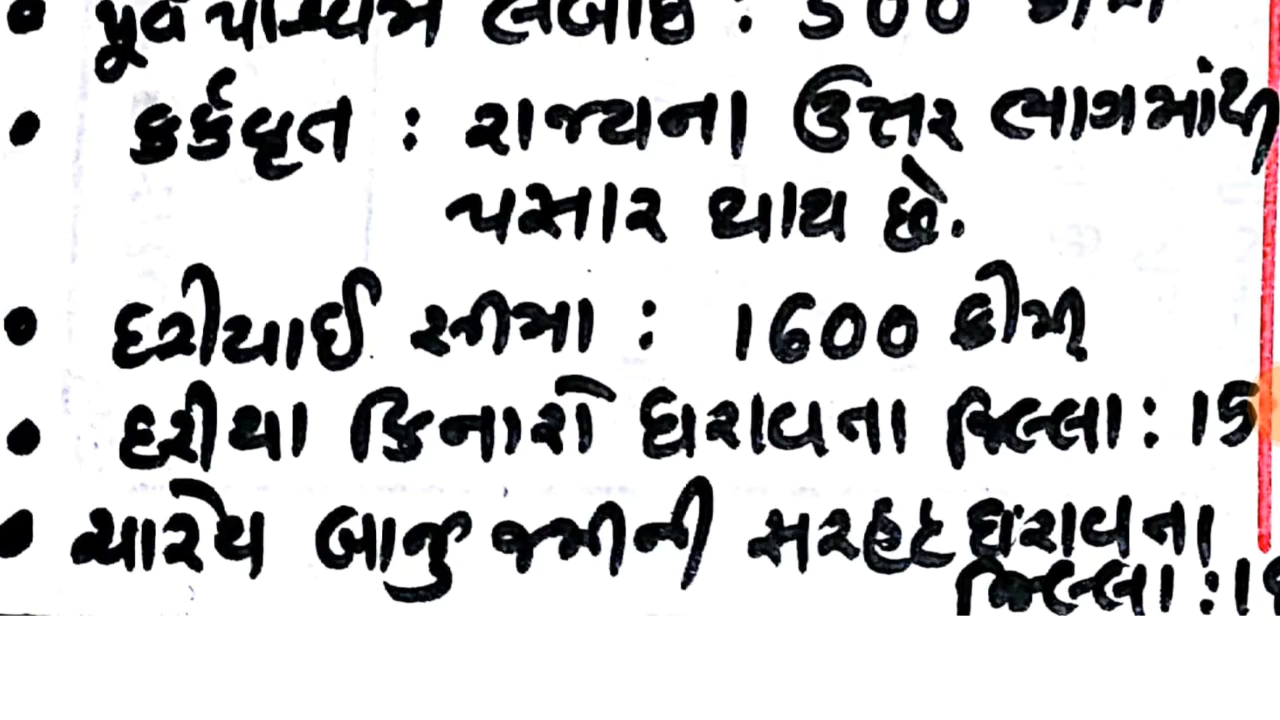 • પૂર્વ પશ્ચિમ લંબાઈ : 500
• કર્કવૃત : રાજ્યના ઉત્તર ભાગમાંથી
પસાર થાય છે.
• દરીયાઈ સીમા : 1600 કીમી
• દરીયા કિનારો ધરાવતા જિલ્લા : 15
• ચારેય બાજુ જમીની સરહદ ધરાવતા
જિલ્લા :